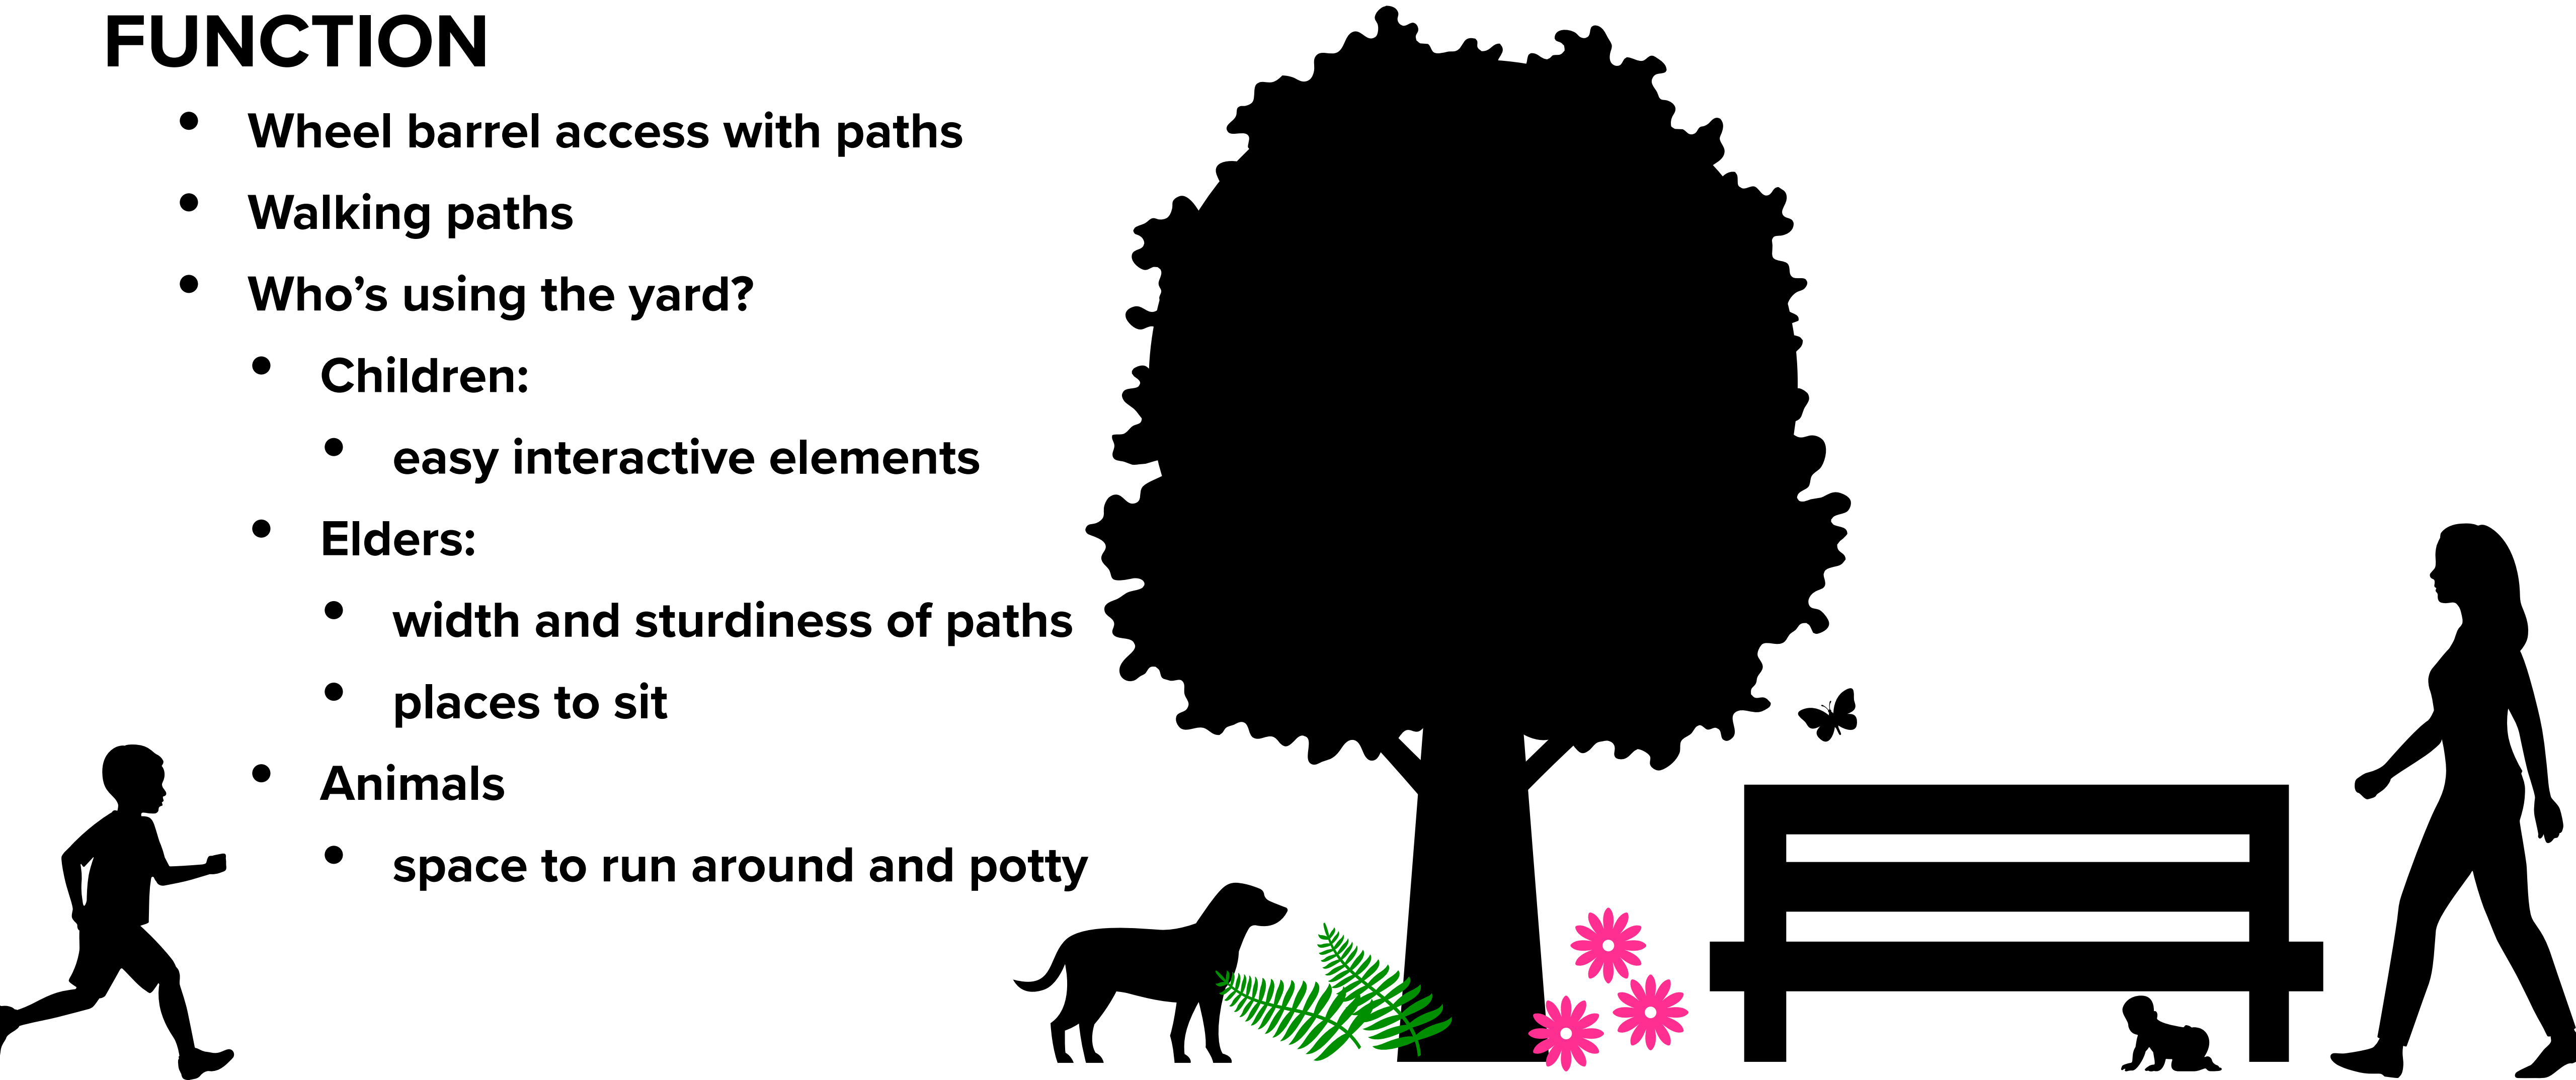 FUNCTION
• Wheel barrel access with paths
• Walking paths
• Who’s using the yard?
• Children:
• easy interactive elements
• Elders:
• width and sturdiness of paths
• places to sit
• Animals
• space to run around and potty